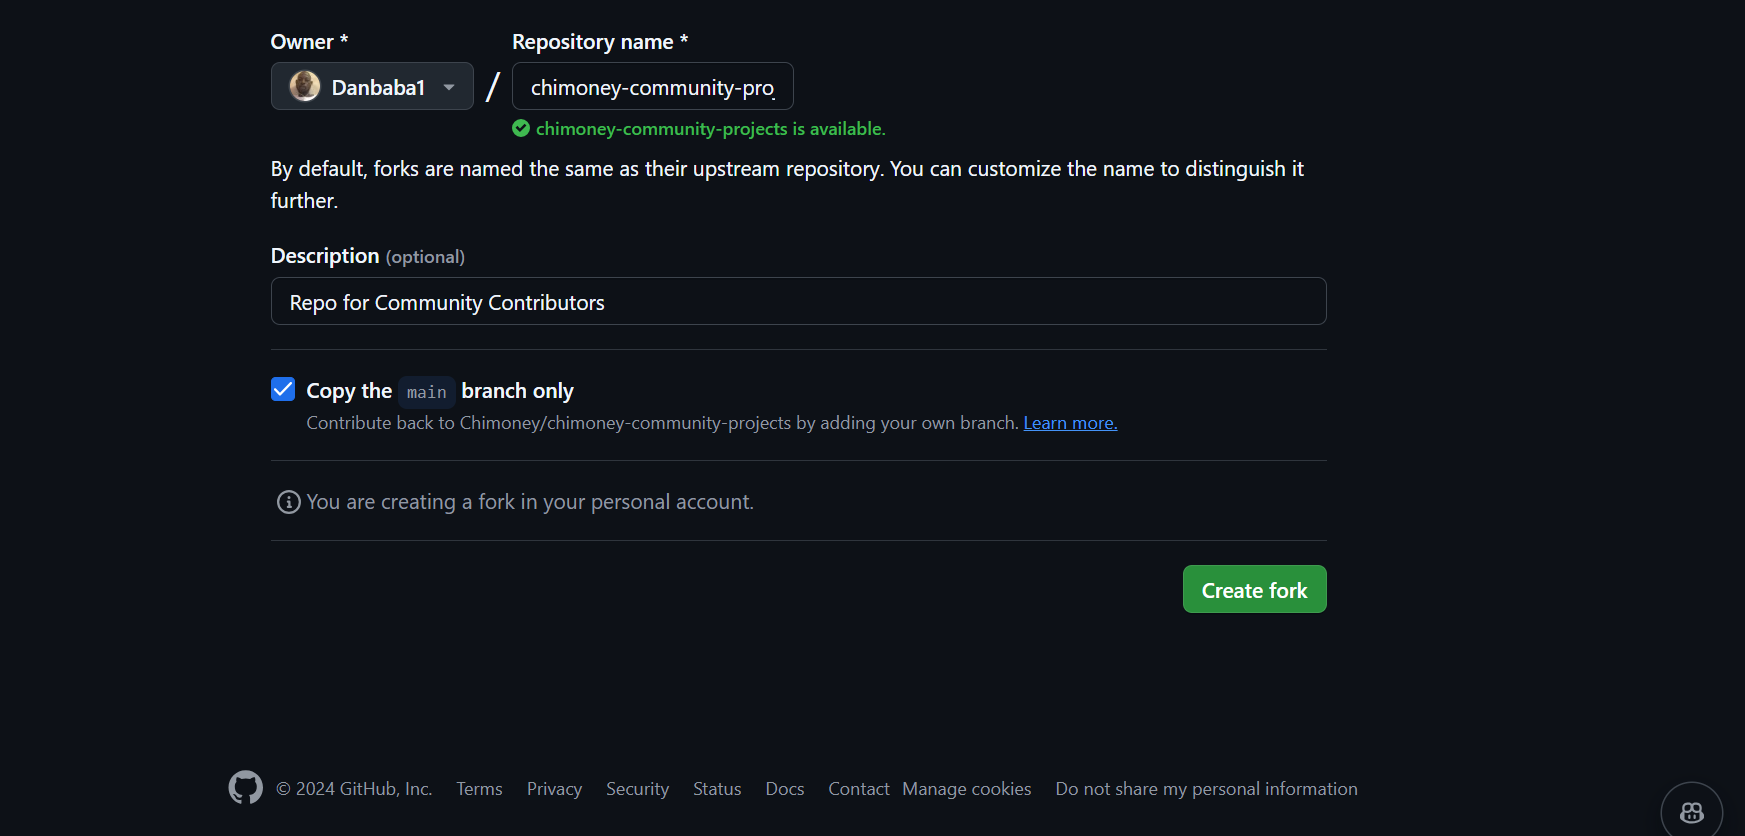 Owner *
Repository name *
Danbaba1
/
chimoney-community-pro
chimoney-community-projects is available.
By default, forks are named the same as their upstream repository. You can customize the name to distinguish it
further.
Description (optional)
Repo for Community Contributors
Copy the main branch only
Contribute back to Chimoney/chimoney-community-projects by adding your own branch. Learn more.
You are creating a fork in your personal account.
Create fork
© 2024 GitHub, Inc. Terms Privacy Security Status Docs Contact Manage cookies Do not share my personal information